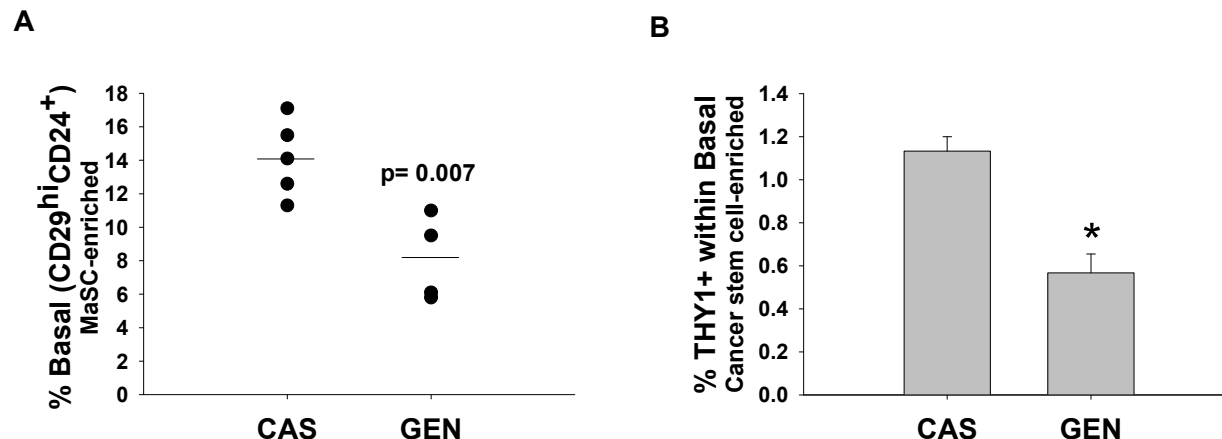 A
% Basal (CD29hiCD24+)
MaSC-enriched
18
16
14
12
10
8
6
4
2
0
p= 0.007
CAS GEN
B
% THY1+ within Basal
Cancer stem cell-enriched
1.4
1.2
1.0
0.8
0.6
0.4
0.2
0.0
*
CAS GEN